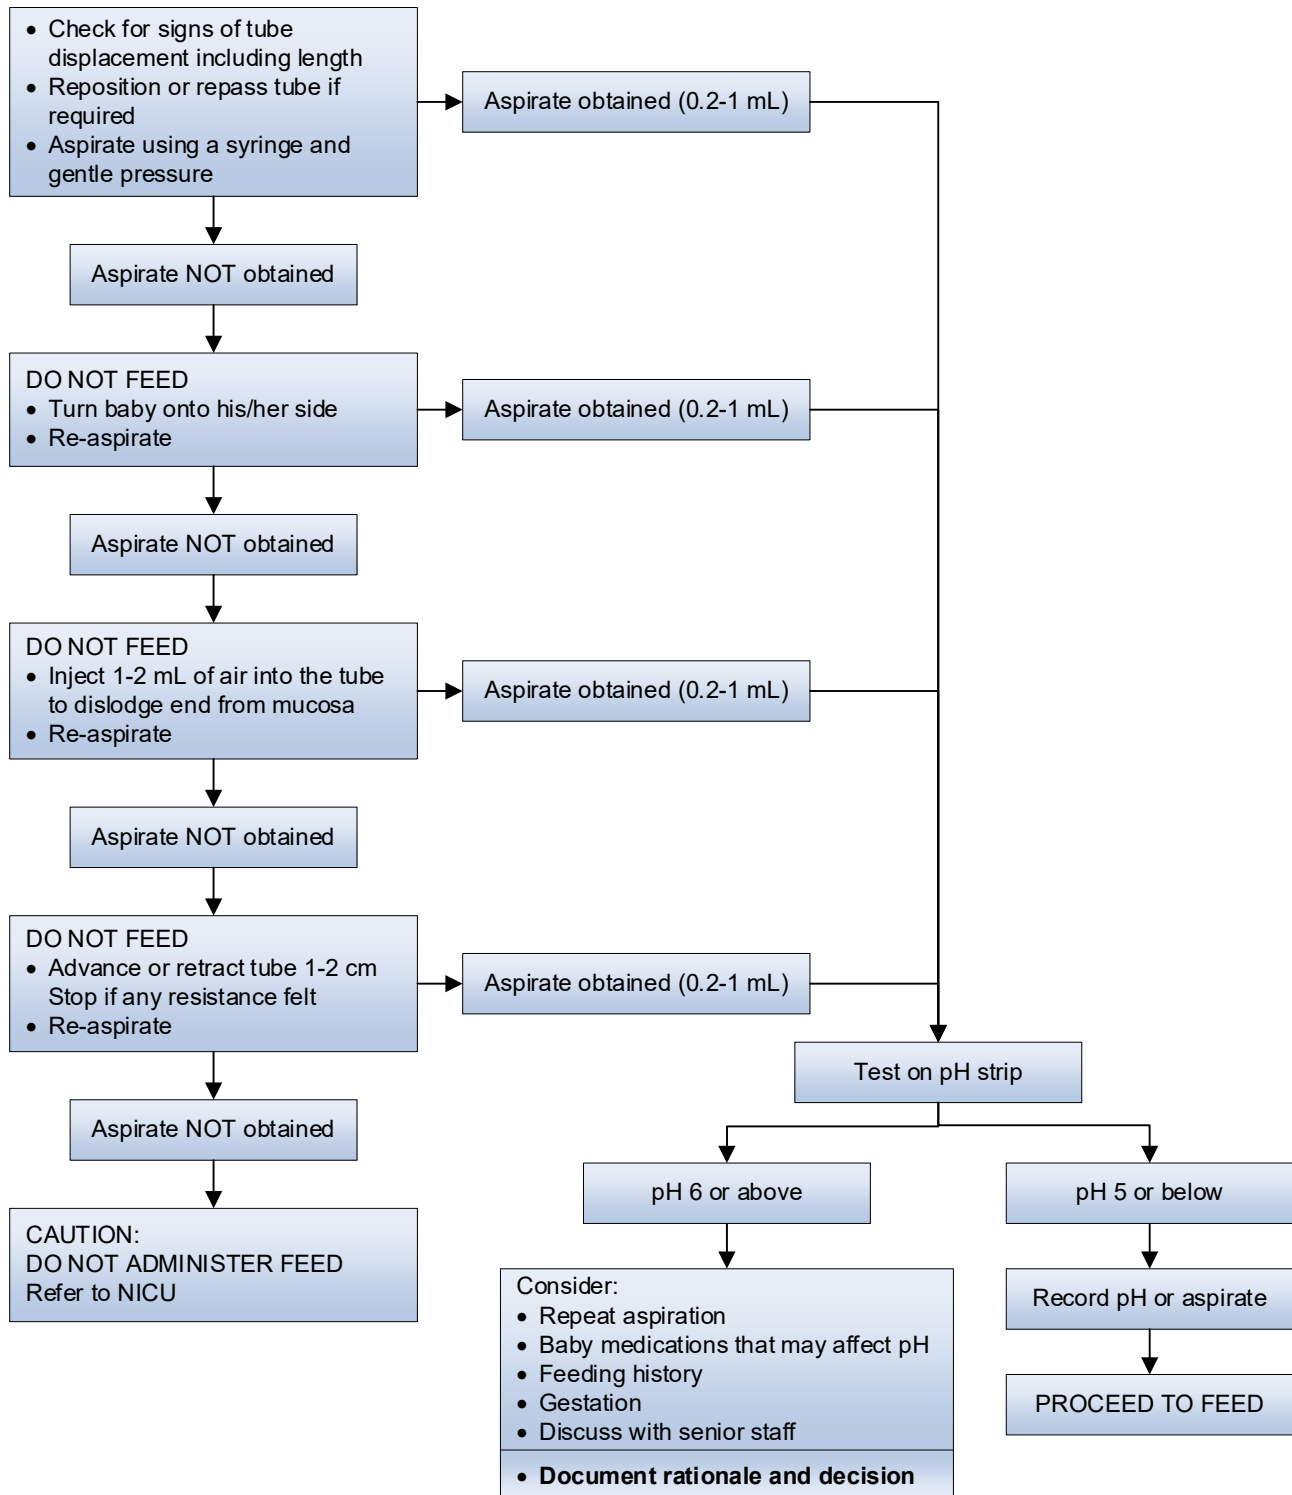 • Check for signs of tube
displacement including length
• Reposition or repass tube if
required
• Aspirate using a syringe and
gentle pressure
Aspirate obtained (0.2-1 mL)
Aspirate NOT obtained
DO NOT FEED
• Turn baby onto his/her side
• Re-aspirate
Aspirate obtained (0.2-1 mL)
Aspirate NOT obtained
DO NOT FEED
• Inject 1-2 mL of air into the tube
to dislodge end from mucosa
• Re-aspirate
Aspirate obtained (0.2-1 mL)
Aspirate NOT obtained
DO NOT FEED
• Advance or retract tube 1-2 cm
Stop if any resistance felt
• Re-aspirate
Aspirate obtained (0.2-1 mL)
Aspirate NOT obtained
CAUTION:
DO NOT ADMINISTER FEED
Refer to NICU
Test on pH strip
pH 6 or above
Consider:
• Repeat aspiration
• Baby medications that may affect pH
• Feeding history
• Gestation
• Discuss with senior staff
• Document rationale and decision
pH 5 or below
Record pH or aspirate
PROCEED TO FEED